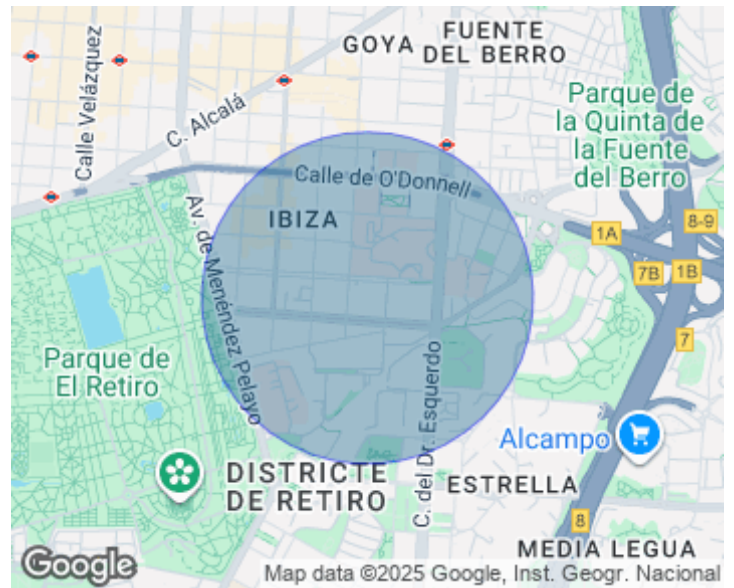 GOYA
FUENTE
DEL BERRO
Calle Velázquez
C. Alcalá
Parque de
la Quinta de
la Fuente
del Berro
Calle de O'Donnell
IBIZA
Av. de Menéndez Pelayo
1A
8-9
7B
1B
7
Parque de
El Retiro
C. del Dr. Esquerdo
Alcampo
DISTRICTE
DE RETIRO
ESTRELLA
8
MEDIA LEGUA
Google
Map data ©2025 Google, Inst. Geogr. Nacional